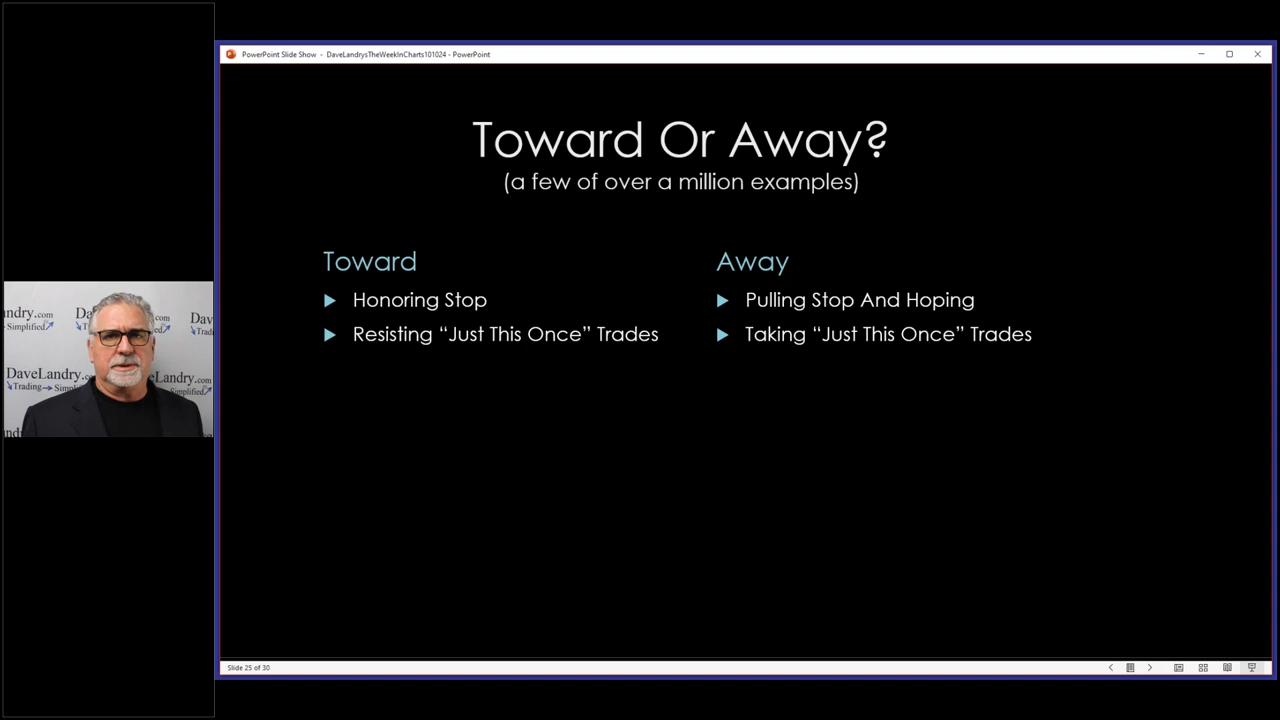 PowerPoint Slide Show - DaveLandrysTheWeekInCharts101024 - PowerPoint
Toward Or Away?
(a few of over a million examples)
Toward
Honoring Stop
Resisting “Just This Once” Trades
Away
Pulling Stop And Hoping
Taking “Just This Once” Trades
DaveLandry.com
Trading Simplified
Slide 25 of 30